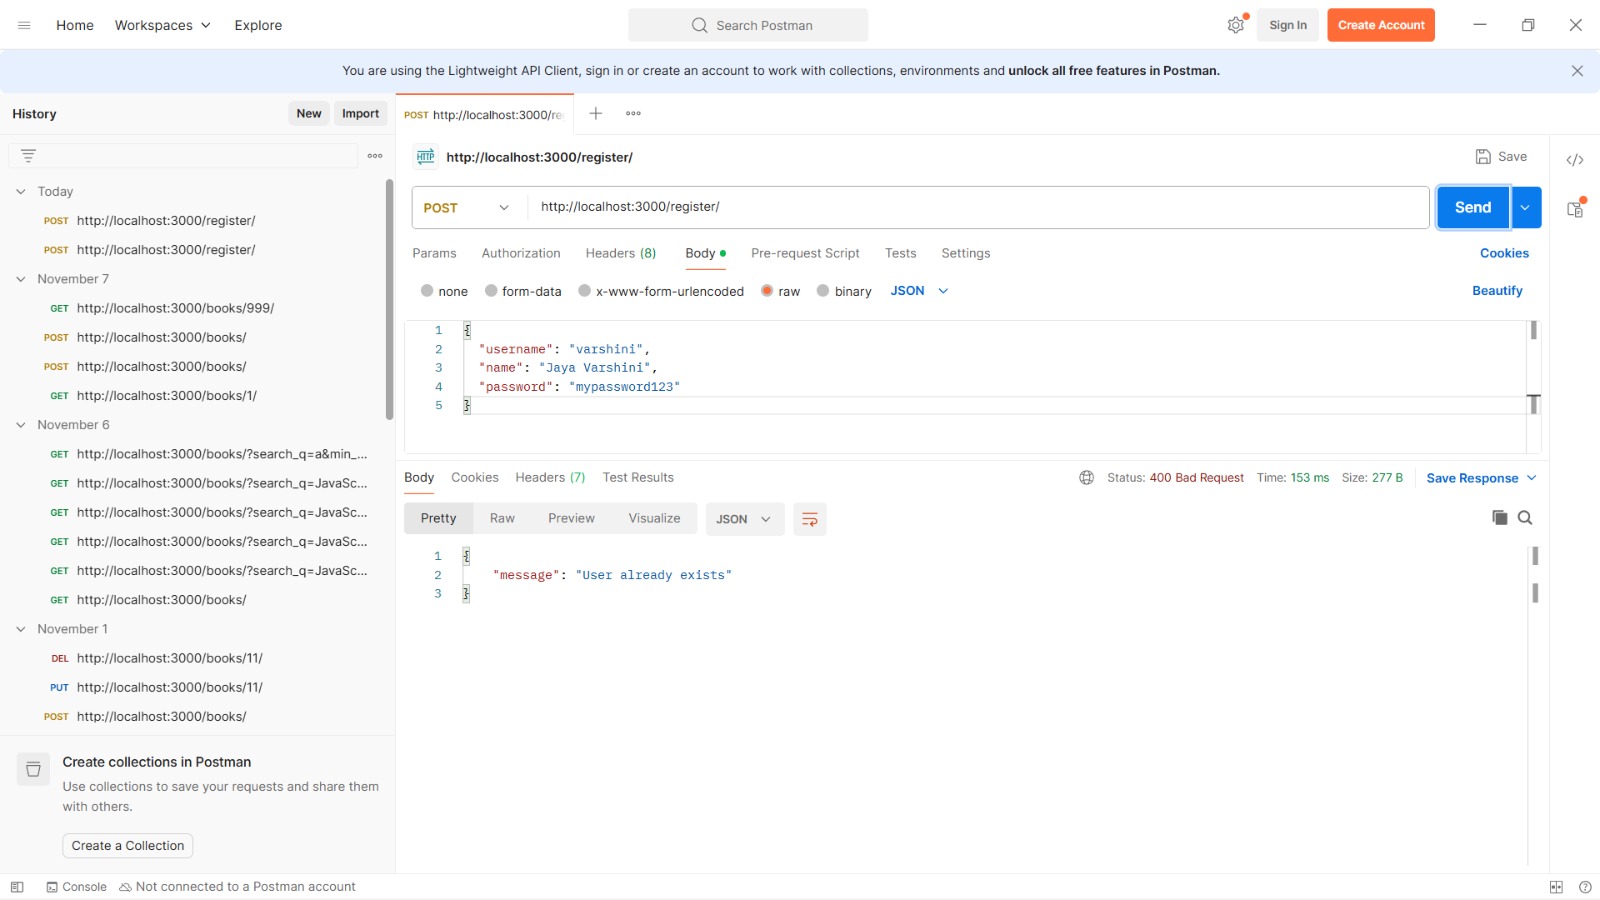 Home Workspaces Explore Search Postman Sign In Create Account
You are using the Lightweight API Client, sign in or create an account to work with collections, environments and unlock all free features in Postman.
History New Import
POST http://localhost:3000/re
HTTP http://localhost:3000/register/ Save
POST http://localhost:3000/register/ Send
Params Authorization Headers (8) Body Pre-request Script Tests Settings Cookies
none form-data x-www-form-urlencoded raw binary JSON Beautify
1 {
2 "username": "varshini",
3 "name": "Jaya Varshini",
4 "password": "mypassword123"
5 }
Body Cookies Headers (7) Test Results Status: 400 Bad Request Time: 153 ms Size: 277 B Save Response
Pretty Raw Preview Visualize JSON
1 {
2 "message": "User already exists"
3 }
Today
POST http://localhost:3000/register/
POST http://localhost:3000/register/
November 7
GET http://localhost:3000/books/999/
POST http://localhost:3000/books/
POST http://localhost:3000/books/
GET http://localhost:3000/books/1/
November 6
GET http://localhost:3000/books/?search_q=a&min_...
GET http://localhost:3000/books/?search_q=JavaSc...
GET http://localhost:3000/books/?search_q=JavaSc...
GET http://localhost:3000/books/?search_q=JavaSc...
GET http://localhost:3000/books/?search_q=JavaSc...
GET http://localhost:3000/books/
November 1
DEL http://localhost:3000/books/11/
PUT http://localhost:3000/books/11/
POST http://localhost:3000/books/
Create collections in Postman
Use collections to save your requests and share them
with others.
Create a Collection
Console Not connected to a Postman account